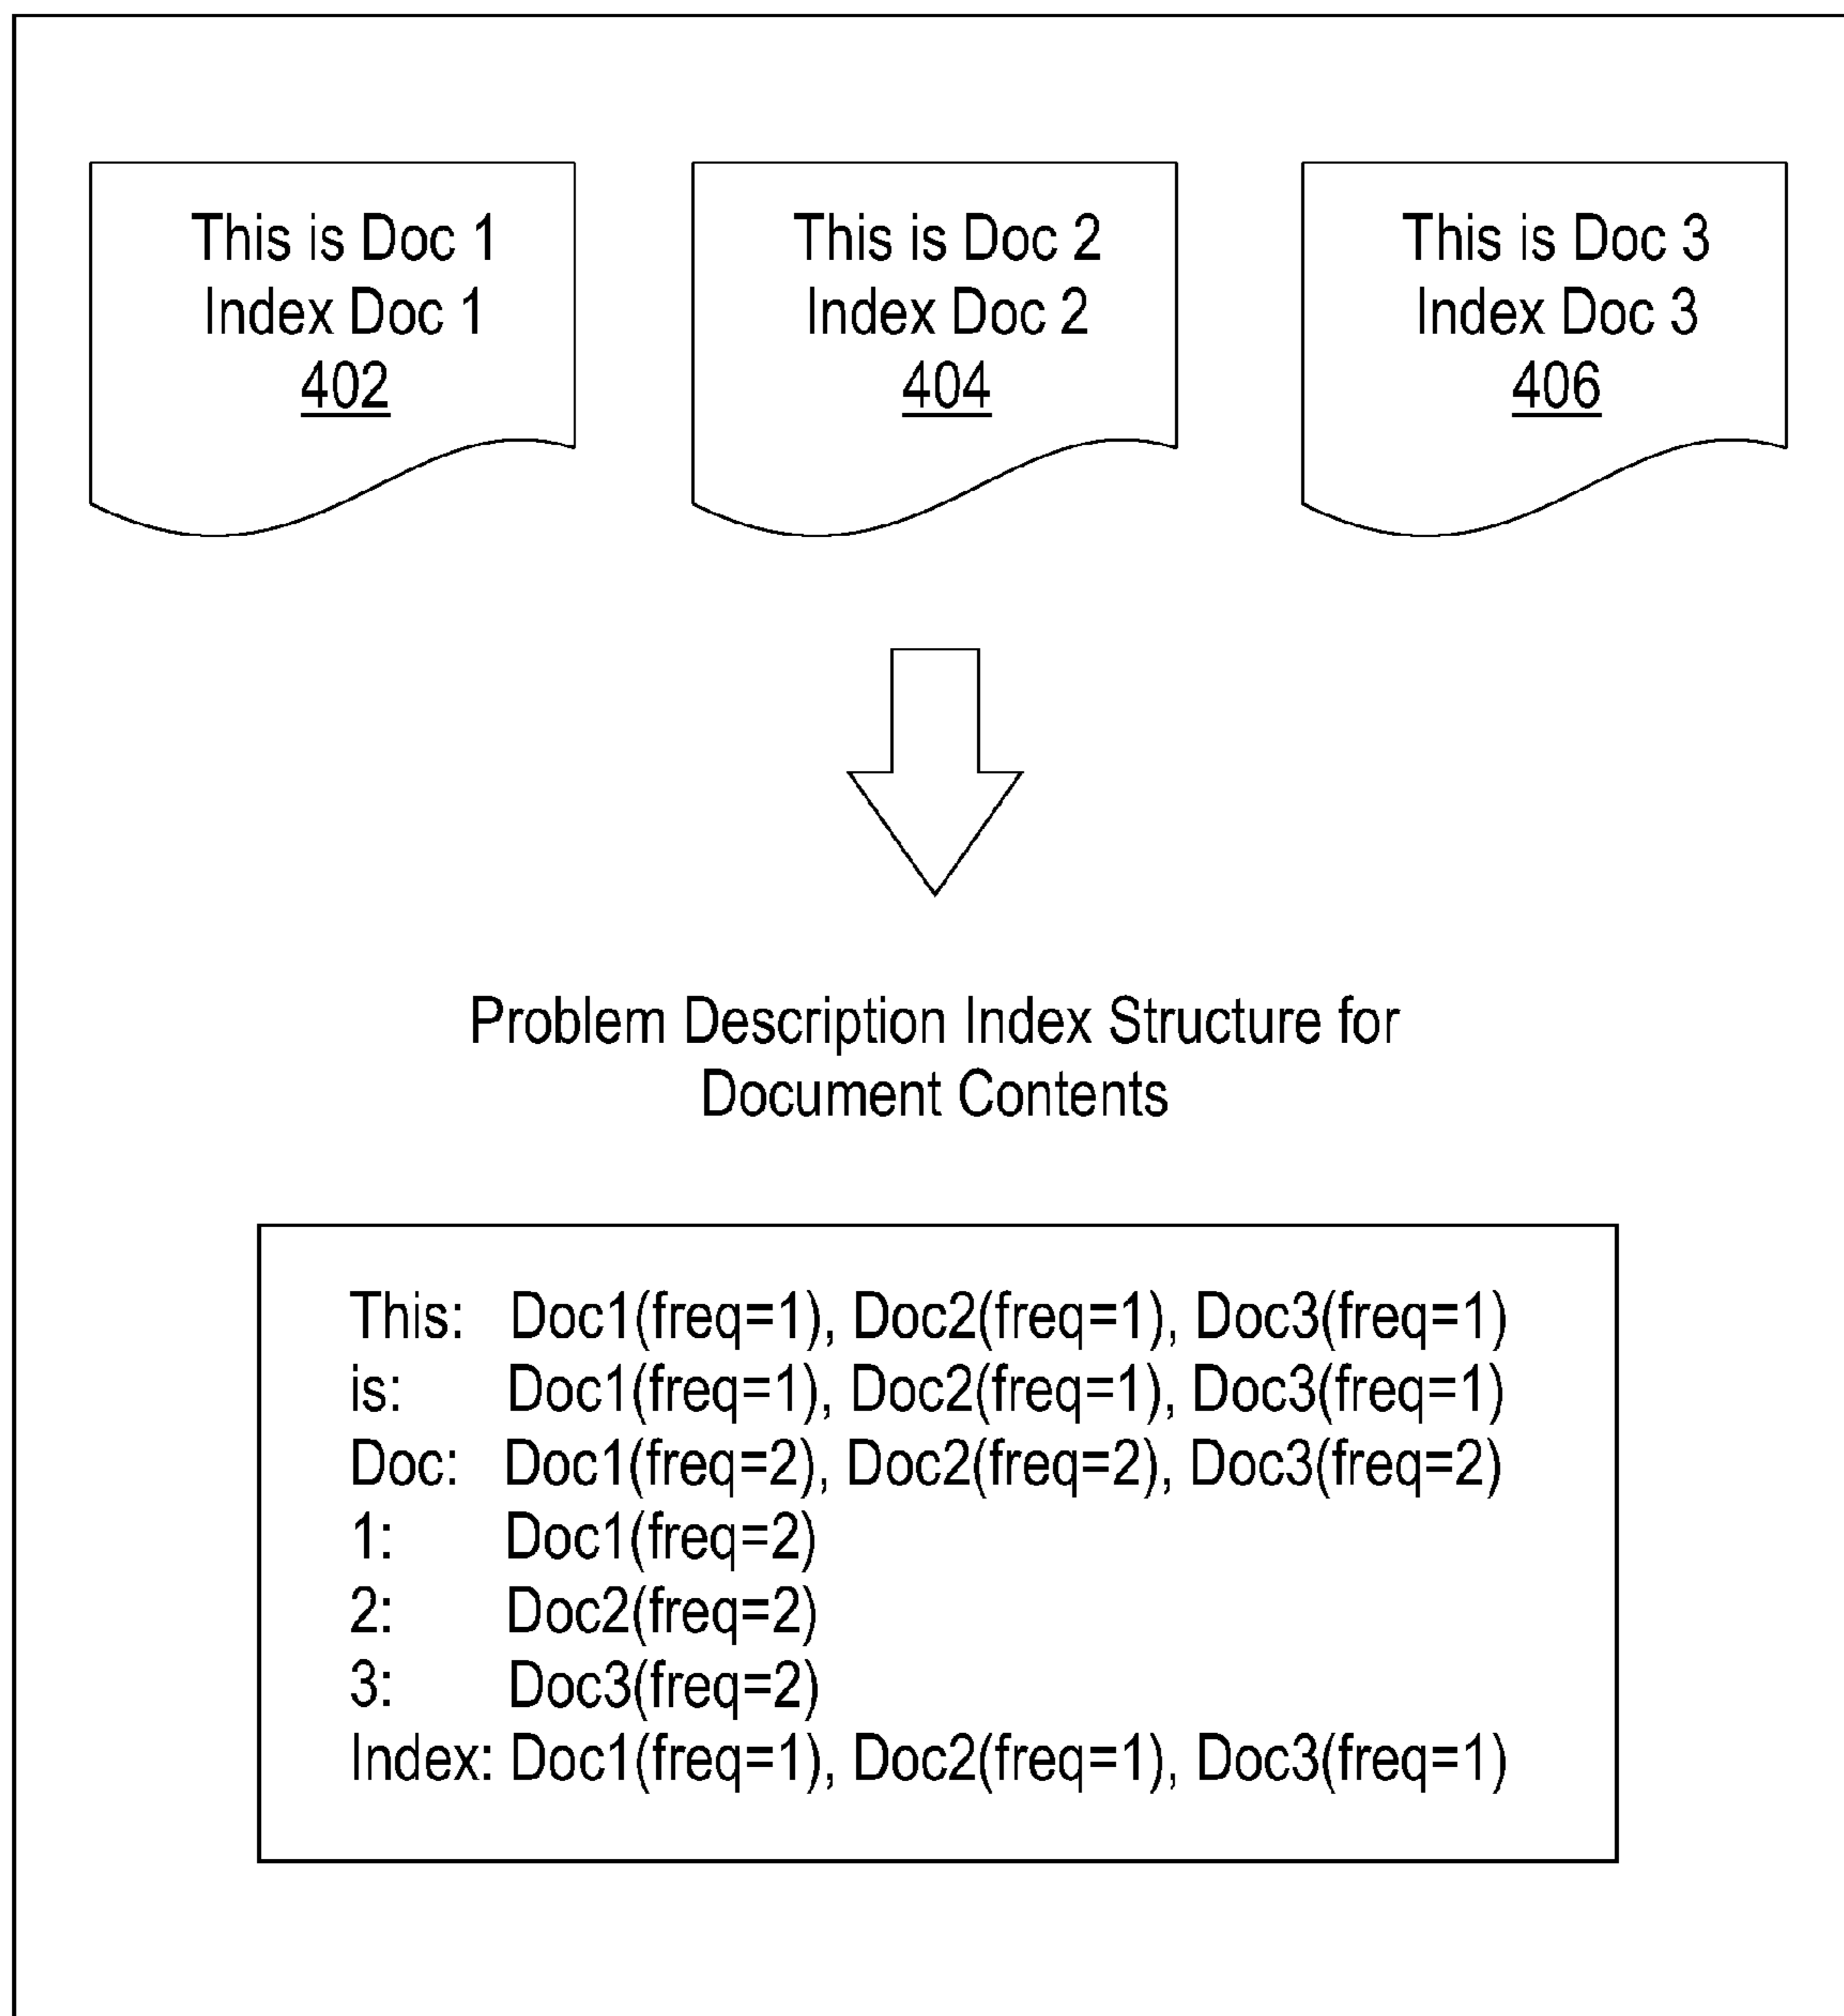 This is Doc 1
Index Doc 1
402
This is Doc 2
Index Doc 2
404
This is Doc 3
Index Doc 3
406
Problem Description Index Structure for
Document Contents
This: Doc1(freq=1), Doc2(freq=1), Doc3(freq=1)
is: Doc1(freq=1), Doc2(freq=1), Doc3(freq=1)
Doc: Doc1(freq=2), Doc2(freq=2), Doc3(freq=2)
1: Doc1(freq=2)
2: Doc2(freq=2)
3: Doc3(freq=2)
Index: Doc1(freq=1), Doc2(freq=1), Doc3(freq=1)